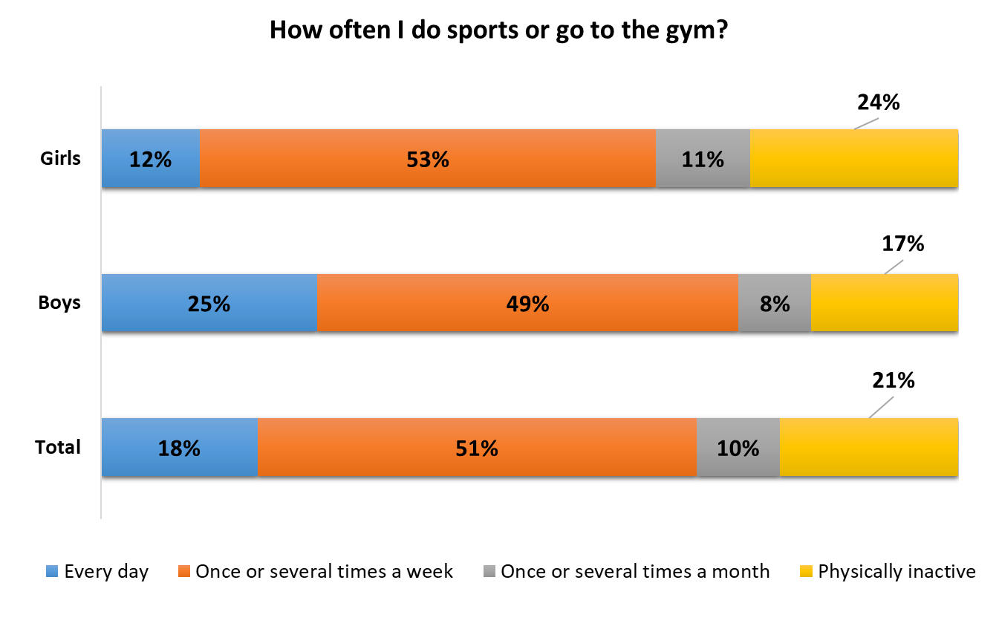 How often I do sports or go to the gym?
24%
Girls 12% 53% 11%
17%
Boys 25% 49% 8%
21%
Total 18% 51% 10%
Every day Once or several times a week Once or several times a month Physically inactive